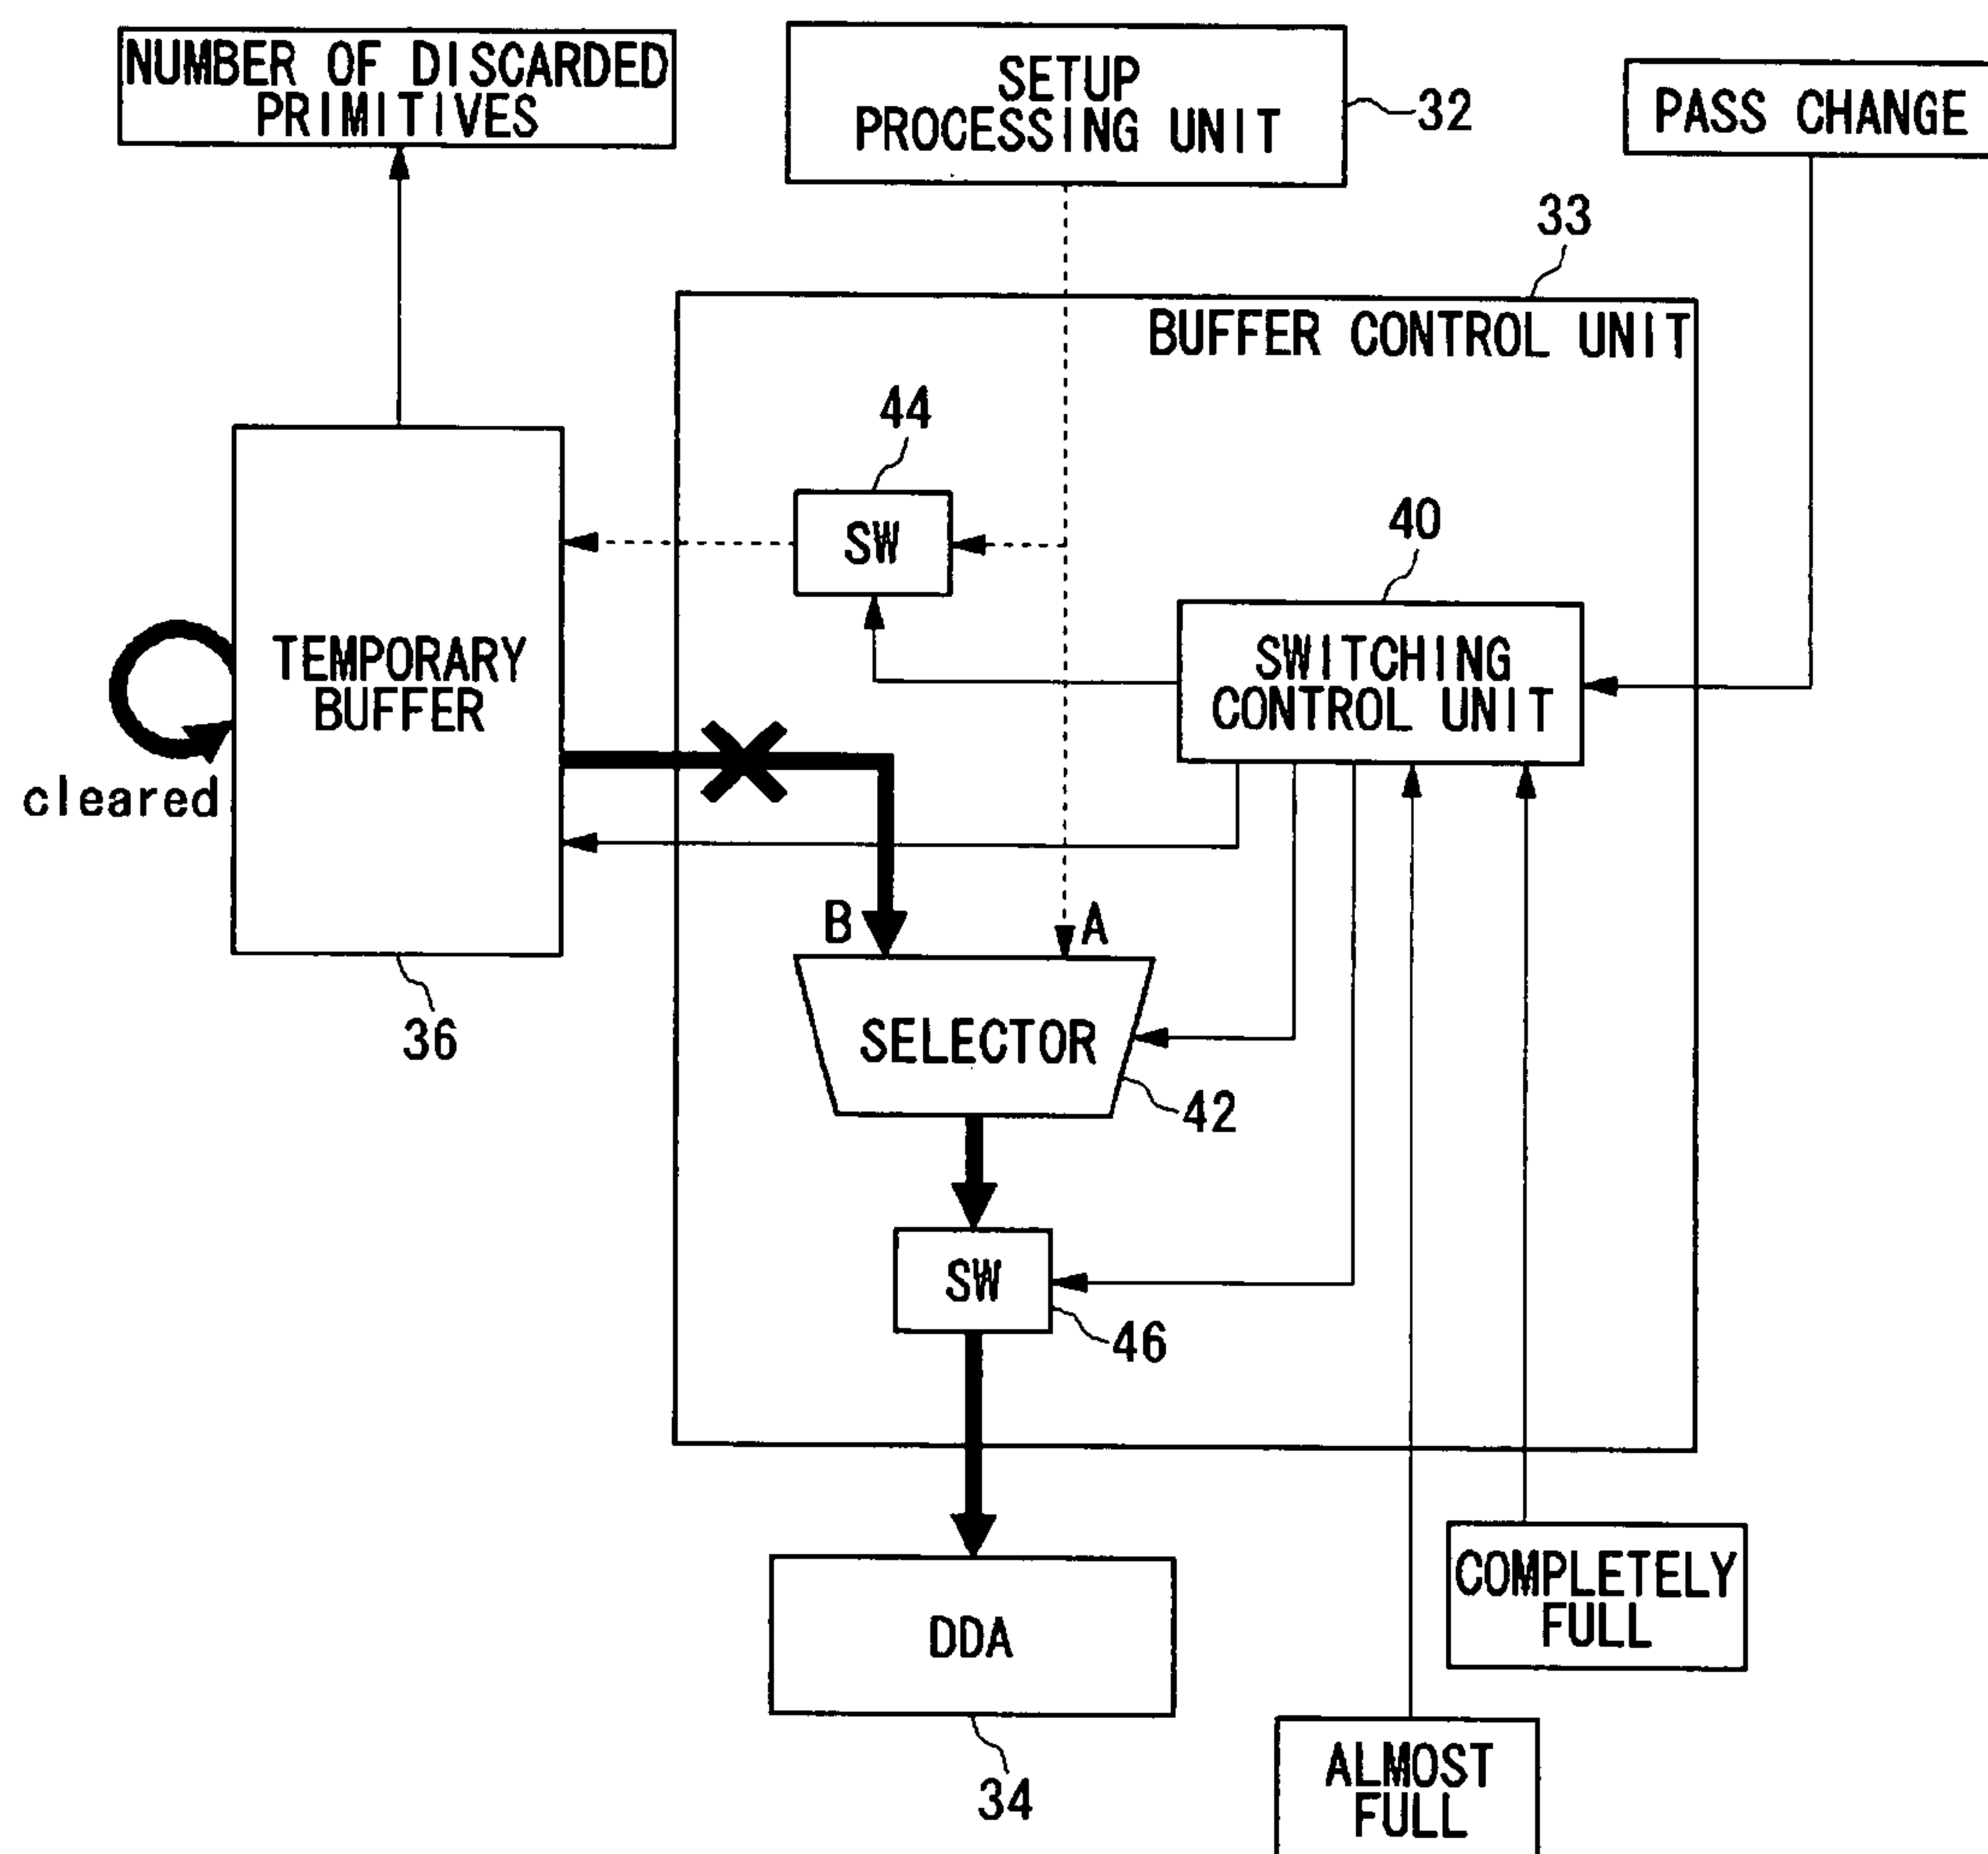 NUMBER OF DISCARDED
PRIMITIVES
SETUP
PROCESSING UNIT
32
PASS CHANGE
33
BUFFER CONTROL UNIT
44
SW
40
SWITCHING
CONTROL UNIT
TEMPORARY
BUFFER
cleared
B
A
36
SELECTOR
42
SW
46
COMPLETELY
FULL
DDA
34
ALMOST
FULL